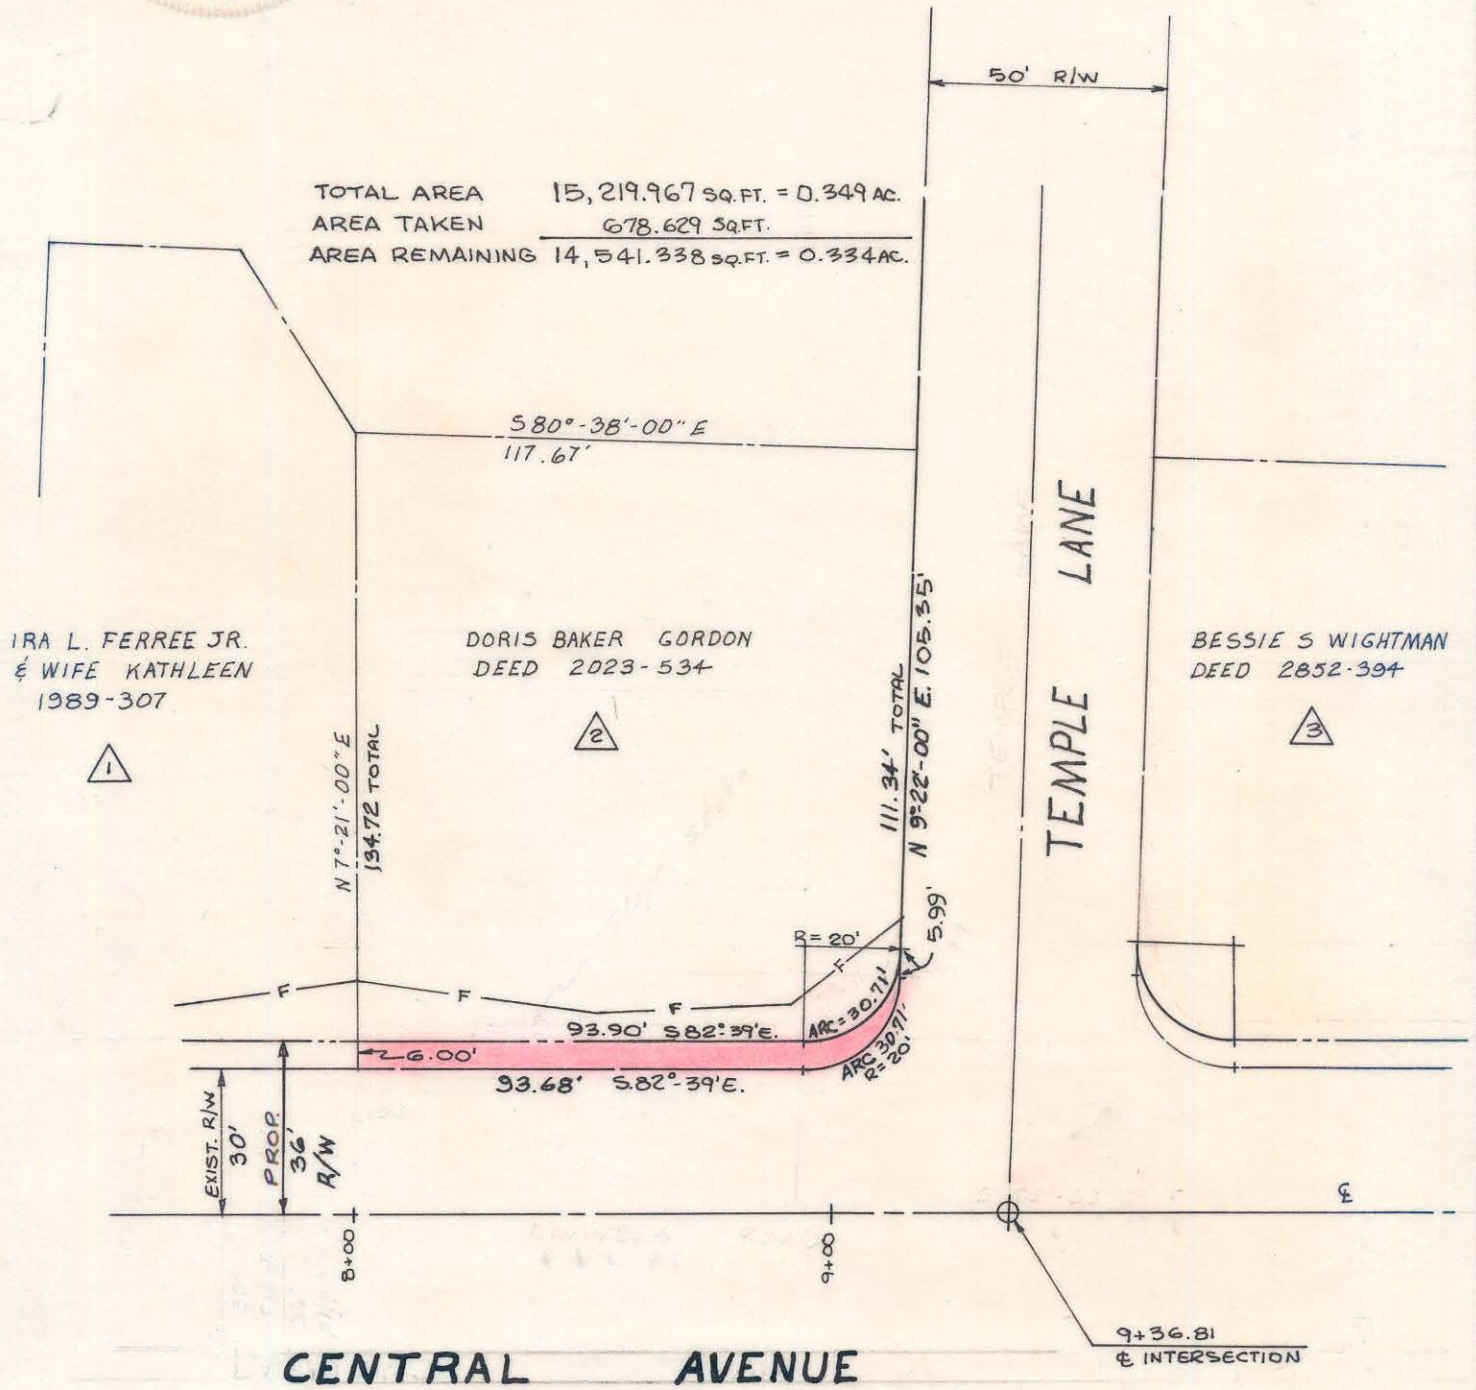 50' R/W
TOTAL AREA 15,219.967 SQ.FT. = 0.349 AC.
AREA TAKEN 678.629 SQ.FT.
AREA REMAINING 14,541.338 SQ.FT. = 0.334 AC.
S 80°-38'-00" E
117.67'
IRA L. FERREE JR.
& WIFE KATHLEEN
1989-307
1
DORIS BAKER GORDON
DEED 2023-534
2
BESSIE S WIGHTMAN
DEED 2852-394
3
N 7°-21'-00" E
134.72 TOTAL
111.34' TOTAL
N 9°-22'-00" E. 105.35'
TEMPLE LANE
5.99'
R=20'
F
F
F
F
93.90' S 82°-39'E.
ARC=30.71'
6.00'
93.68' S.82°-39'E.
ARC 30.71'
R=20'
EXIST. R/W
30'
PROP.
36'
R/W
℄
8+00
9+00
9+36.81
℄ INTERSECTION
CENTRAL AVENUE